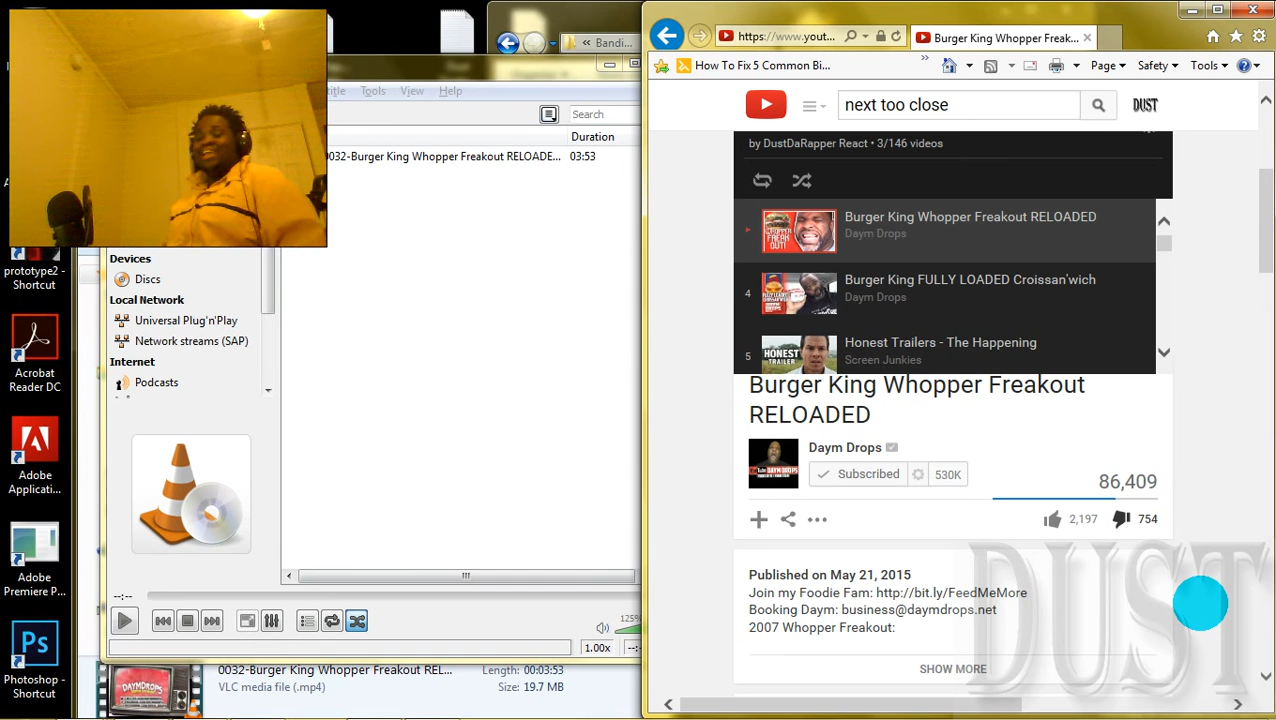 https://www.yout...
Burger King Whopper Freak...
« Bandi...
How To Fix 5 Common Bi...
»
Page
Safety
Tools
Tools
View
Help
next too close
DUST
Search
Duration
by DustDaRapper React • 3/146 videos
0032-Burger King Whopper Freakout RELOADE...
03:53
Burger King Whopper Freakout RELOADED
Daym Drops
4
Burger King FULLY LOADED Croissan'wich
Daym Drops
5
HONEST
TRAILER
Honest Trailers - The Happening
Screen Junkies
Devices
Discs
Local Network
Universal Plug'n'Play
Network streams (SAP)
Internet
Podcasts
prototype2 -
Shortcut
Acrobat
Reader DC
Adobe
Applicati...
Adobe
Premiere P...
Ps
Photoshop -
Shortcut
Burger King Whopper Freakout
RELOADED
Daym Drops
Subscribed
530K
86,409
2,197
754
Published on May 21, 2015
Join my Foodie Fam: http://bit.ly/FeedMeMore
Booking Daym: business@daymdrops.net
2007 Whopper Freakout:
SHOW MORE
DUST
--:--
125%
1.00x
DAYMDROPS
0032-Burger King Whopper Freakout REL...
VLC media file (.mp4)
Length: 00:03:53
Size: 19.7 MB